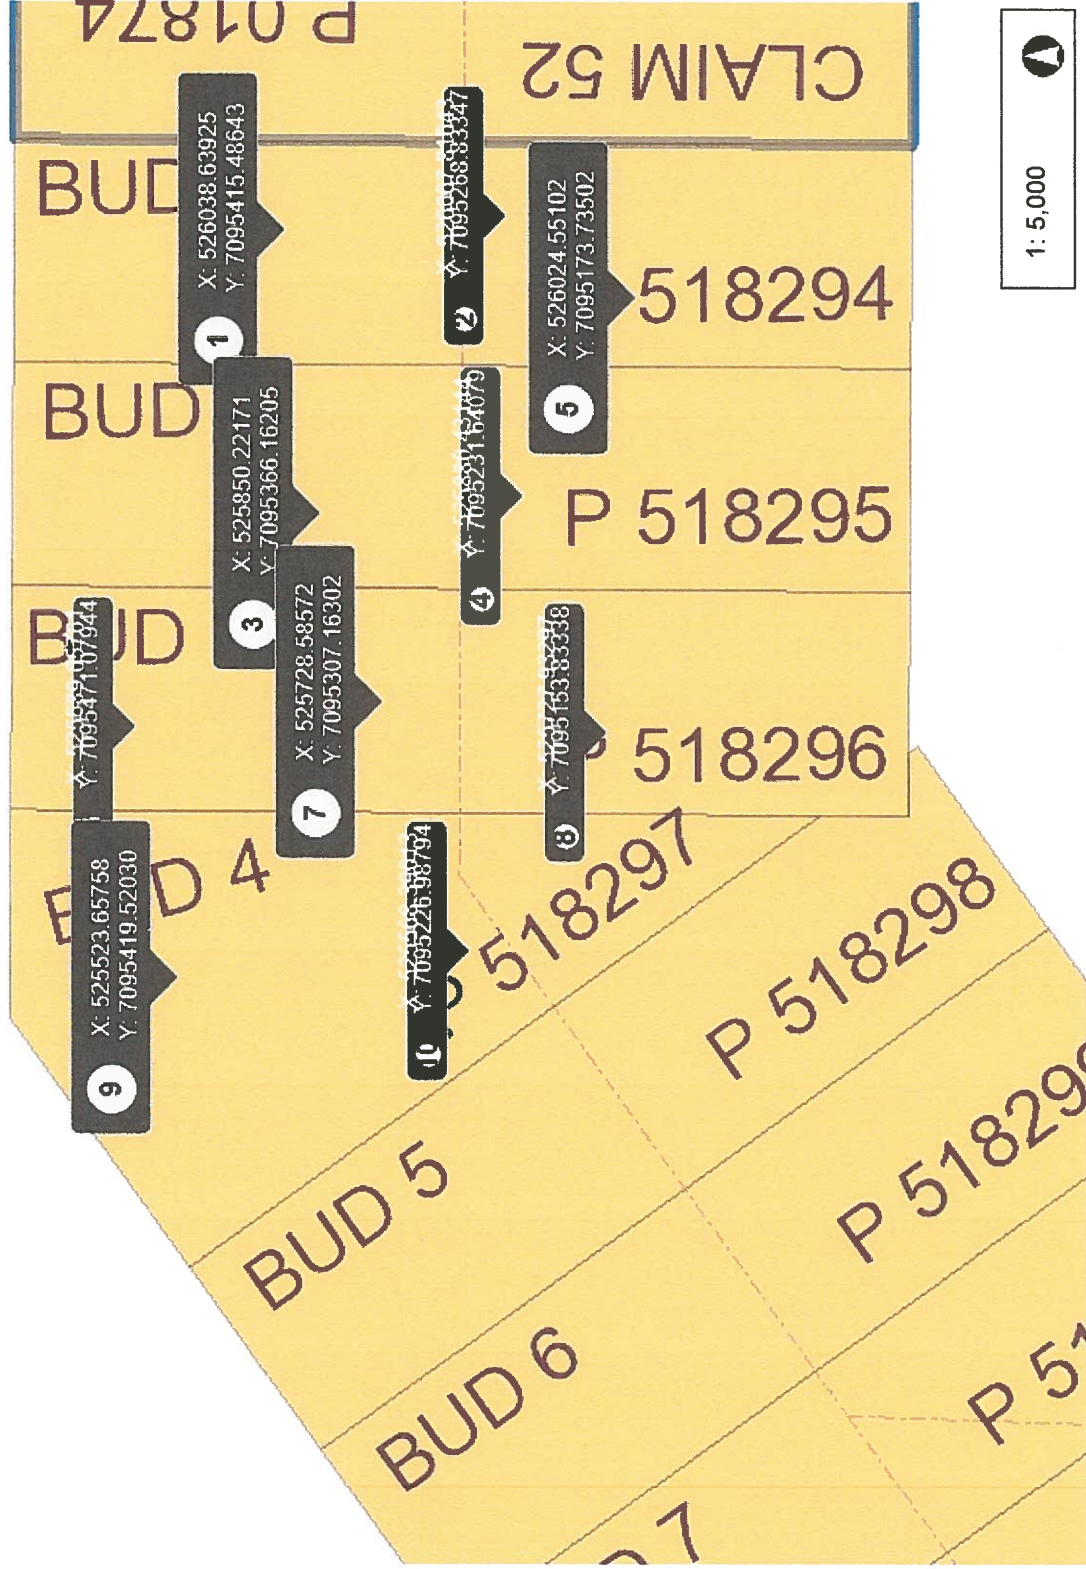 P 01874
CLAIM 52
BUD
1
X: 526038.63925
Y: 7095415.48643
2
Y: 7095268.83347
5
X: 526024.55102
Y: 7095173.73502
518294
BUD
3
X: 525850.22171
Y: 7095366.16205
4
Y: 7095231.64079
P 518295
BUD
Y: 7095471.07944
7
X: 525728.58572
Y: 7095307.16302
8
Y: 7095153.83338
518296
BUD 4
9
X: 525523.65758
Y: 7095419.52030
10
Y: 7095226.98794
518297
BUD 5
P 518298
BUD 6
P 51829
7
P 51
1: 5,000